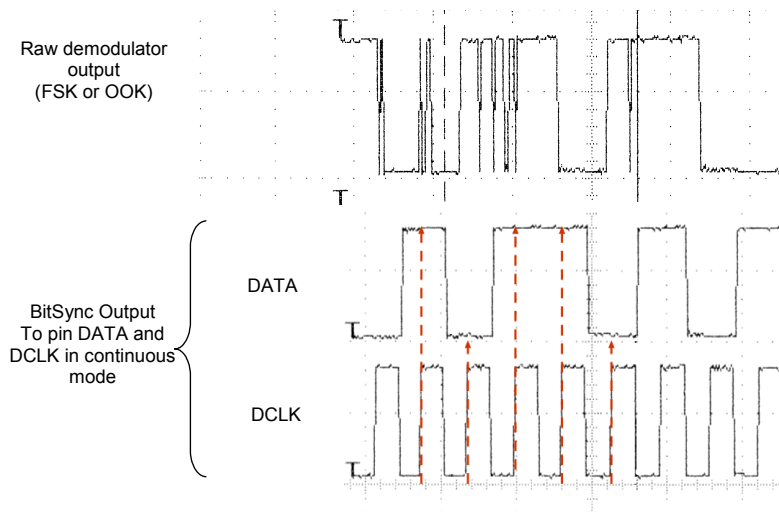 Raw demodulator
output
(FSK or OOK)
DATA
BitSync Output
To pin DATA and
DCLK in continuous
mode
DCLK